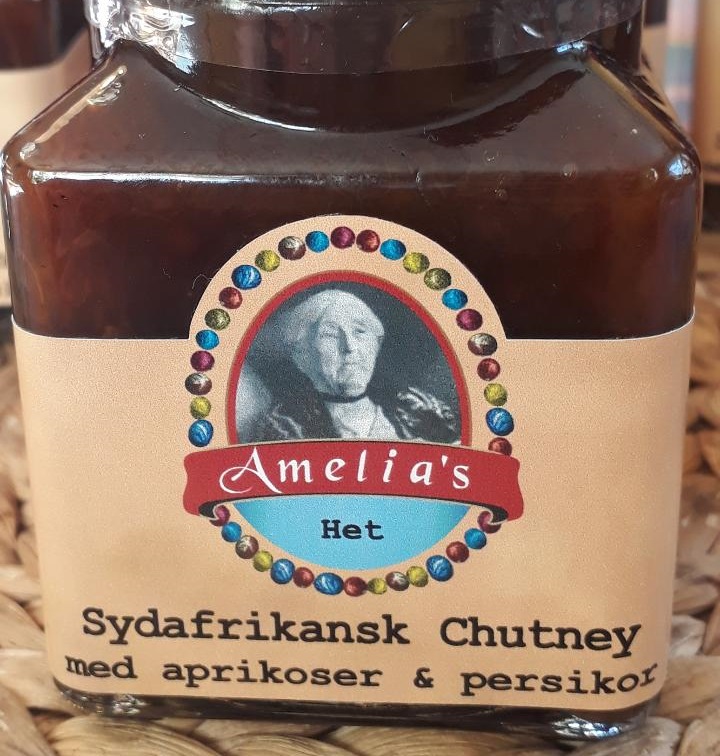 Amelia's
Het
Sydafrikansk Chutney
med aprikoser & persikor